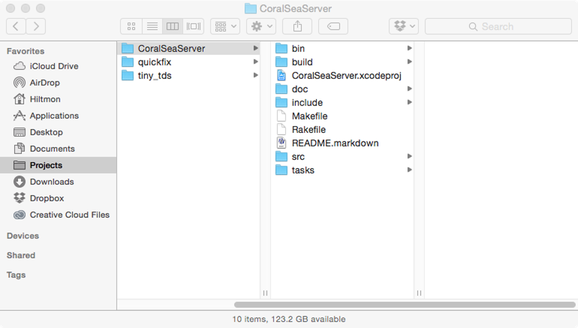 CoralSeaServer
Search
Favorites
iCloud Drive
AirDrop
Hiltmon
Applications
Desktop
Documents
Projects
Downloads
Dropbox
Creative Cloud Files
Devices
Shared
Tags
CoralSeaServer
quickfix
tiny_tds
bin
build
CoralSeaServer.xcodeproj
doc
include
Makefile
Rakefile
README.markdown
src
tasks
10 items, 123.2 GB available